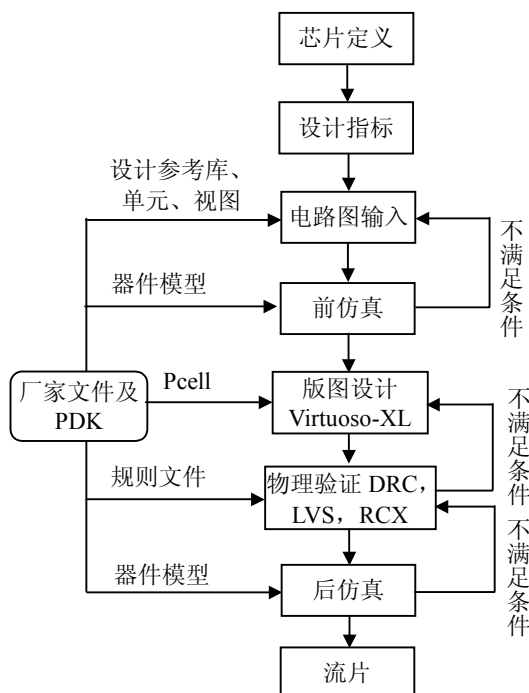 芯片定义
设计指标
设计参考库、
单元、视图
电路图输入
不满足条件
器件模型
前仿真
厂家文件及
PDK
Pcell
版图设计
Virtuoso-XL
不满足条件
规则文件
物理验证 DRC，
LVS，RCX
不满足条件
器件模型
后仿真
流片